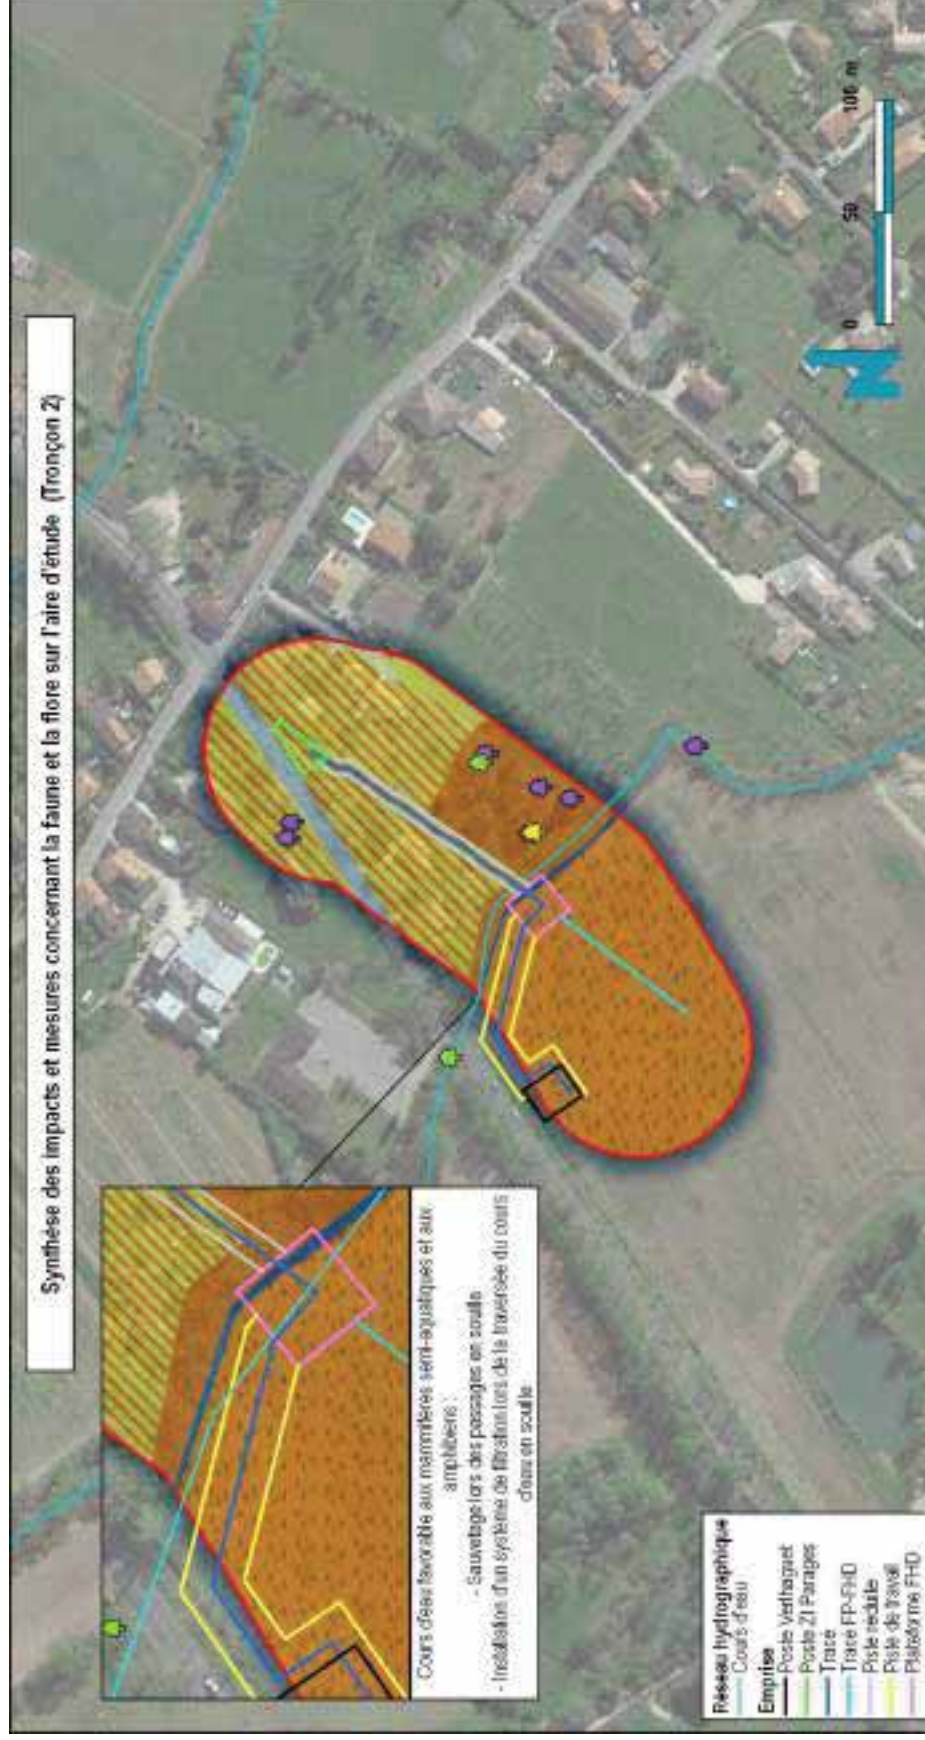 Synthèse des impacts et mesures concernant la faune et la flore sur l'aire d'étude (Tronçon 2)
Cours d'eau favorable aux mammifères semi-aquatiques et aux
amphibiens :
- Sauvetage lors des passages en souille
- Installation d'un système de filtration lors de la traversée du cours
d'eau en souille
Réseau hydrographique
Cours d'eau
Emprise
Poste Verthaguet
Poste ZI Parages
Tracé
Tracé FP-FHD
Piste réduite
Piste de travail
Plateforme FHD
N
0 50 100 m